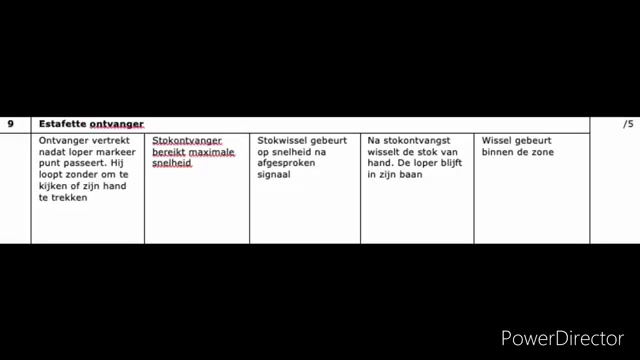 9 Estafette ontvanger /5
Ontvanger vertrekt
nadat loper markeer
punt passeert. Hij
loopt zonder om te
kijken of zijn hand
te trekken
Stokontvanger
bereikt maximale
snelheid
Stokwissel gebeurt
op snelheid na
afgesproken
signaal
Na stokontvangst
wisselt de stok van
hand. De loper blijft
in zijn baan
Wissel gebeurt
binnen de zone
PowerDirector